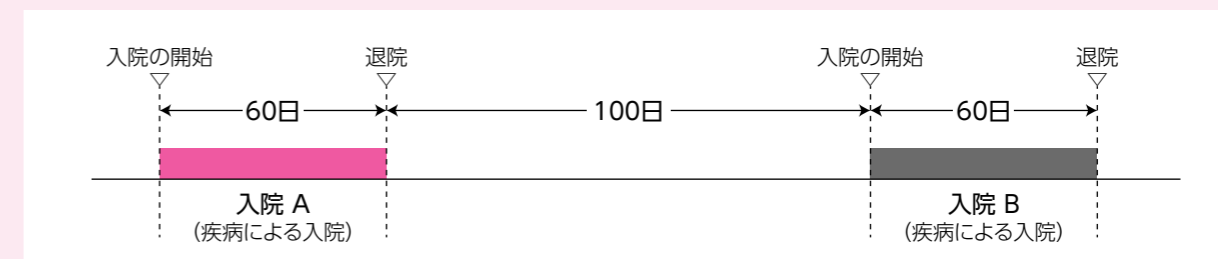 入院の開始 退院 入院の開始 退院
60日 100日 60日
入院 A 入院 B
（疾病による入院） （疾病による入院）